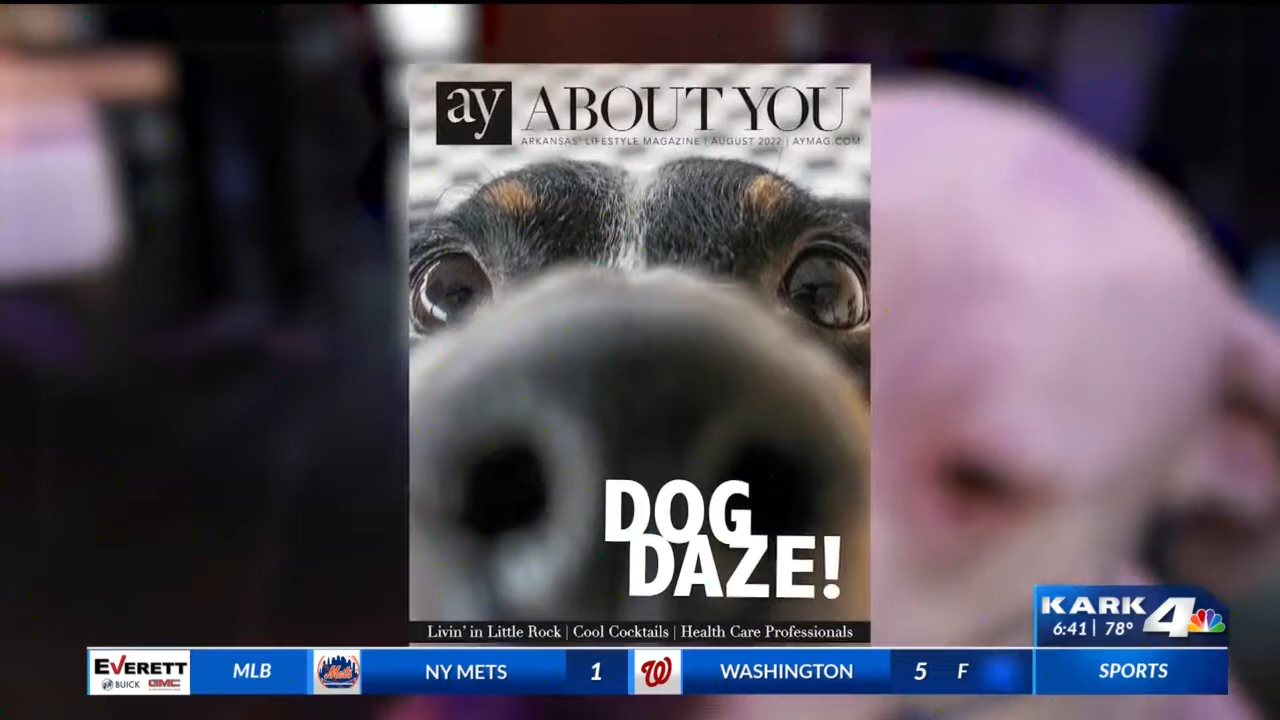 ay ABOUT YOU
ARKANSAS' LIFESTYLE MAGAZINE | AUGUST 2022 | AYMAG.COM
DOG
DAZE!
Livin' in Little Rock | Cool Cocktails | Health Care Professionals
KARK 4
6:41 | 78°
EVERETT
BUICK GMC
MLB
Mets
NY METS 1
W
WASHINGTON 5 F
SPORTS